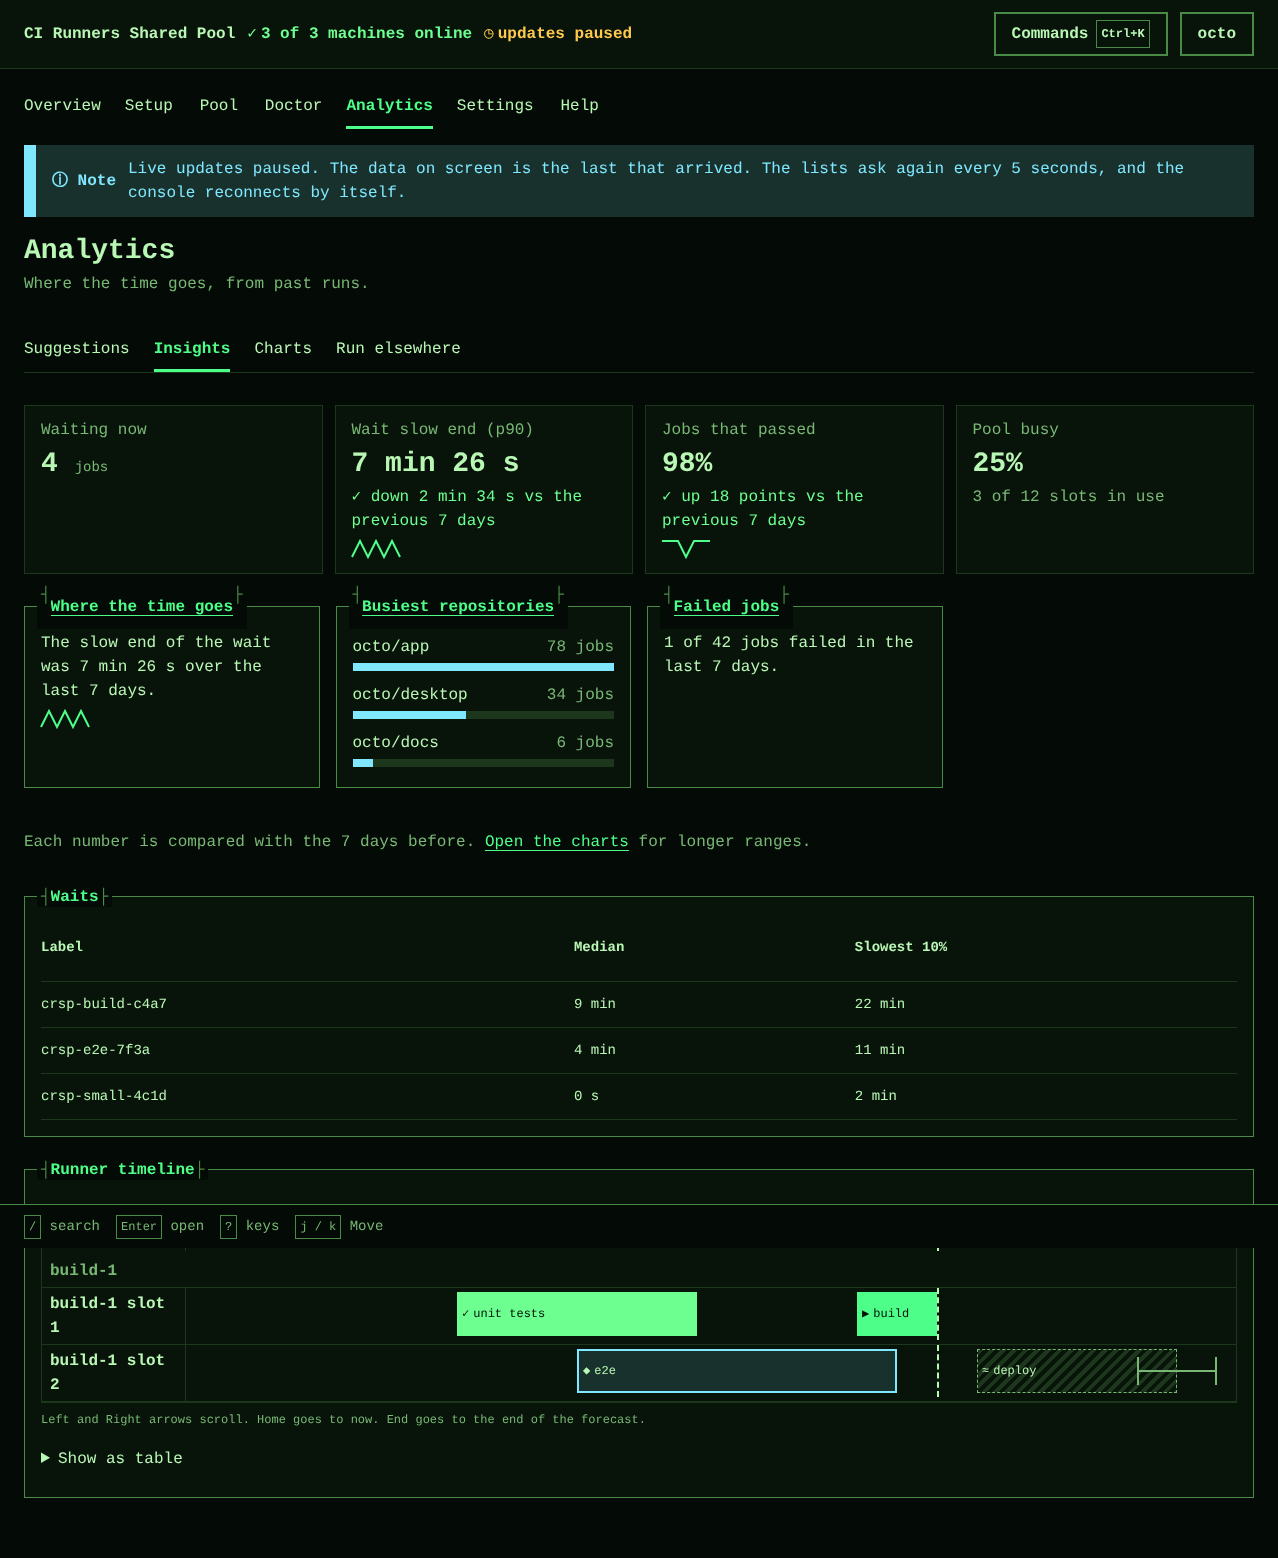 CI Runners Shared Pool ✓ 3 of 3 machines online ◷ updates paused
Commands Ctrl+K
octo
Overview Setup Pool Doctor Analytics Settings Help
ⓘ Note
Live updates paused. The data on screen is the last that arrived. The lists ask again every 5 seconds, and the
console reconnects by itself.
Analytics
Where the time goes, from past runs.
Suggestions Insights Charts Run elsewhere
Waiting now
4 jobs
Wait slow end (p90)
7 min 26 s
✓ down 2 min 34 s vs the
previous 7 days
Jobs that passed
98%
✓ up 18 points vs the
previous 7 days
Pool busy
25%
3 of 12 slots in use
Where the time goes
The slow end of the wait
was 7 min 26 s over the
last 7 days.
Busiest repositories
octo/app 78 jobs
octo/desktop 34 jobs
octo/docs 6 jobs
Failed jobs
1 of 42 jobs failed in the
last 7 days.
Each number is compared with the 7 days before. Open the charts for longer ranges.
Waits
Label Median Slowest 10%
crsp-build-c4a7 9 min 22 min
crsp-e2e-7f3a 4 min 11 min
crsp-small-4c1d 0 s 2 min
Runner timeline
/ search Enter open ? keys j / k Move
build-1
build-1 slot
1
✓ unit tests
▶ build
build-1 slot
2
◆ e2e
≈ deploy
Left and Right arrows scroll. Home goes to now. End goes to the end of the forecast.
▶ Show as table